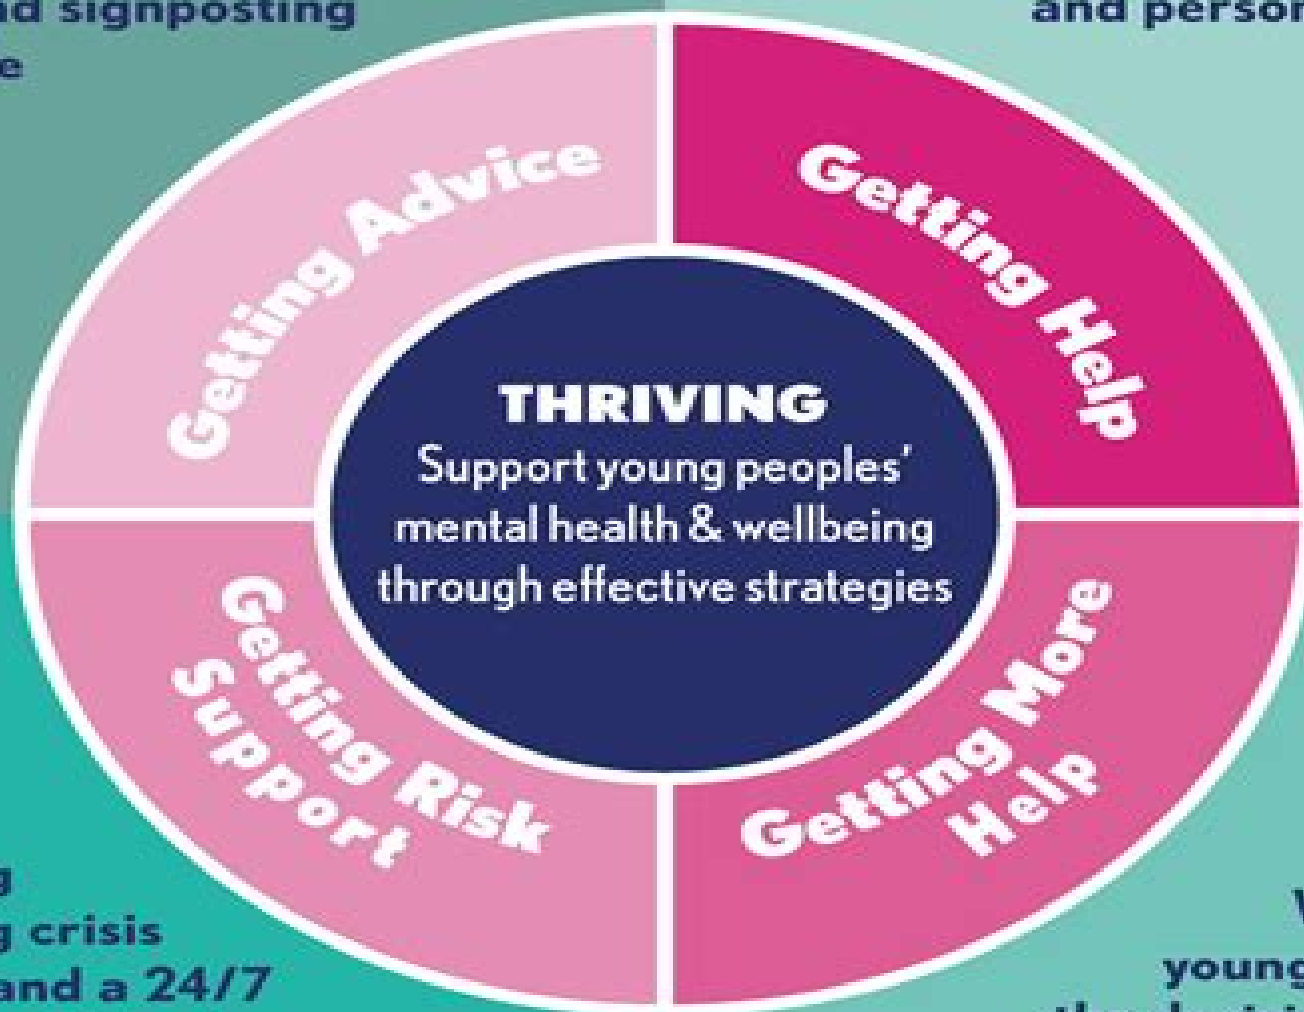 signposting
e
and
Getting Advice
Getting Help
THRIVING
Support young peoples’
mental health & wellbeing
through effective strategies
Getting Risk
Support
Getting More
Help
g
crisis
and a 24/7
young